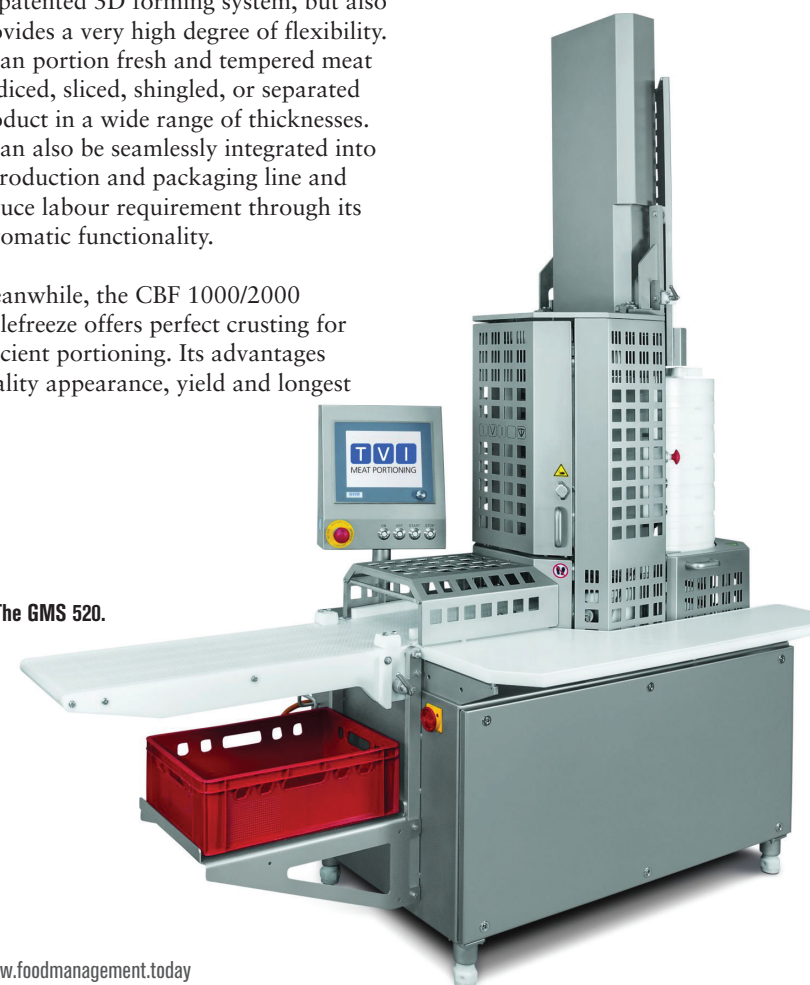 patented 3D forming system, but also
ovides a very high degree of flexibility.
an portion fresh and tempered meat
diced, sliced, shingled, or separated
oduct in a wide range of thicknesses.
an also be seamlessly integrated into
roduction and packaging line and
uce labour requirement through its
omatic functionality.
eanwhile, the CBF 1000/2000
lefreeze offers perfect crusting for
cient portioning. Its advantages
ality appearance, yield and longest
TVI
MEAT PORTIONING
The GMS 520.
w.foodmanagement.today